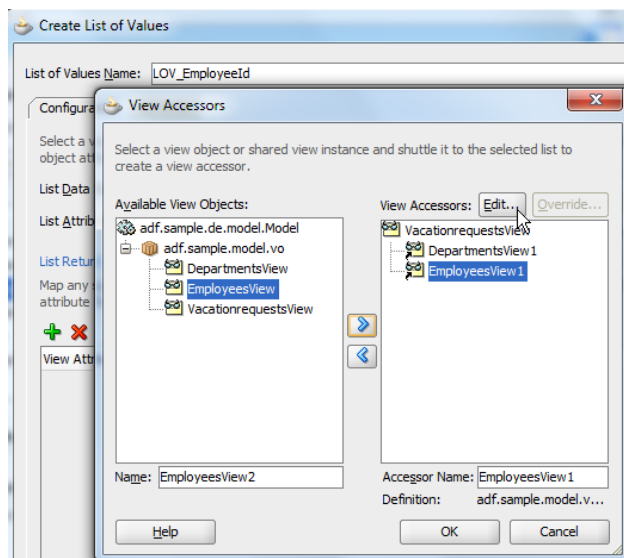 Create List of Values
List of Values Name: LOV_EmployeeId
Configura
View Accessors
Select a v
object att
List Data
List Attrib
List Retur
Map any s
attribute
View Attr
Select a view object or shared view instance and shuttle it to the selected list to
create a view accessor.
Available View Objects:
adf.sample.de.model.Model
adf.sample.model.vo
DepartmentsView
EmployeesView
VacationrequestsView
Name: EmployeesView2
View Accessors: Edit... Override...
VacationrequestsView
DepartmentsView1
EmployeesView1
Accessor Name: EmployeesView1
Definition: adf.sample.model.v...
Help
OK
Cancel